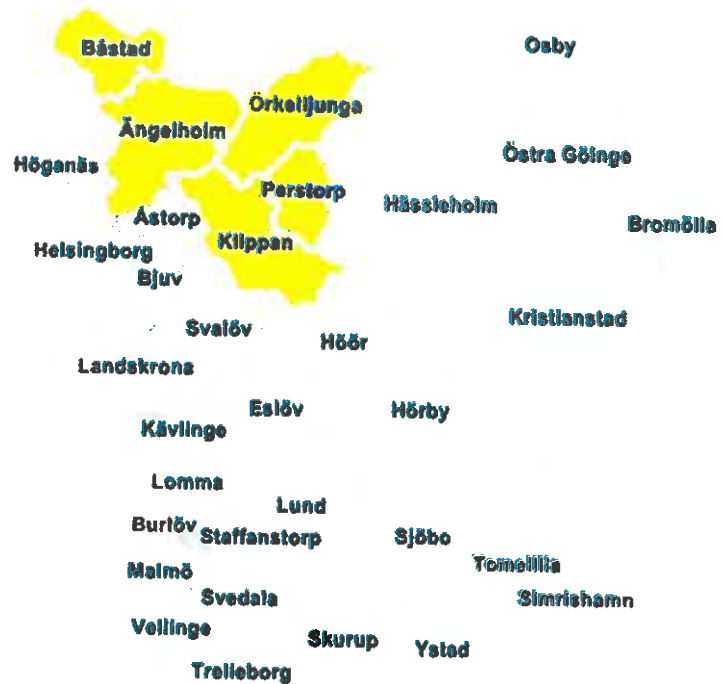 Osby
Båstad
Örkelljunga
Ängelholm
Östra Göinge
Höganäs
Perstorp
Hässleholm
Åstorp
Bromölla
Klippan
Helsingborg
Bjuv
Kristianstad
Svalöv
Höör
Landskrona
Eslöv
Hörby
Kävlinge
Lomma
Lund
Burlöv
Staffanstorp
Sjöbo
Tomelilla
Malmö
Svedala
Simrishamn
Vellinge
Skurup
Ystad
Trelleborg